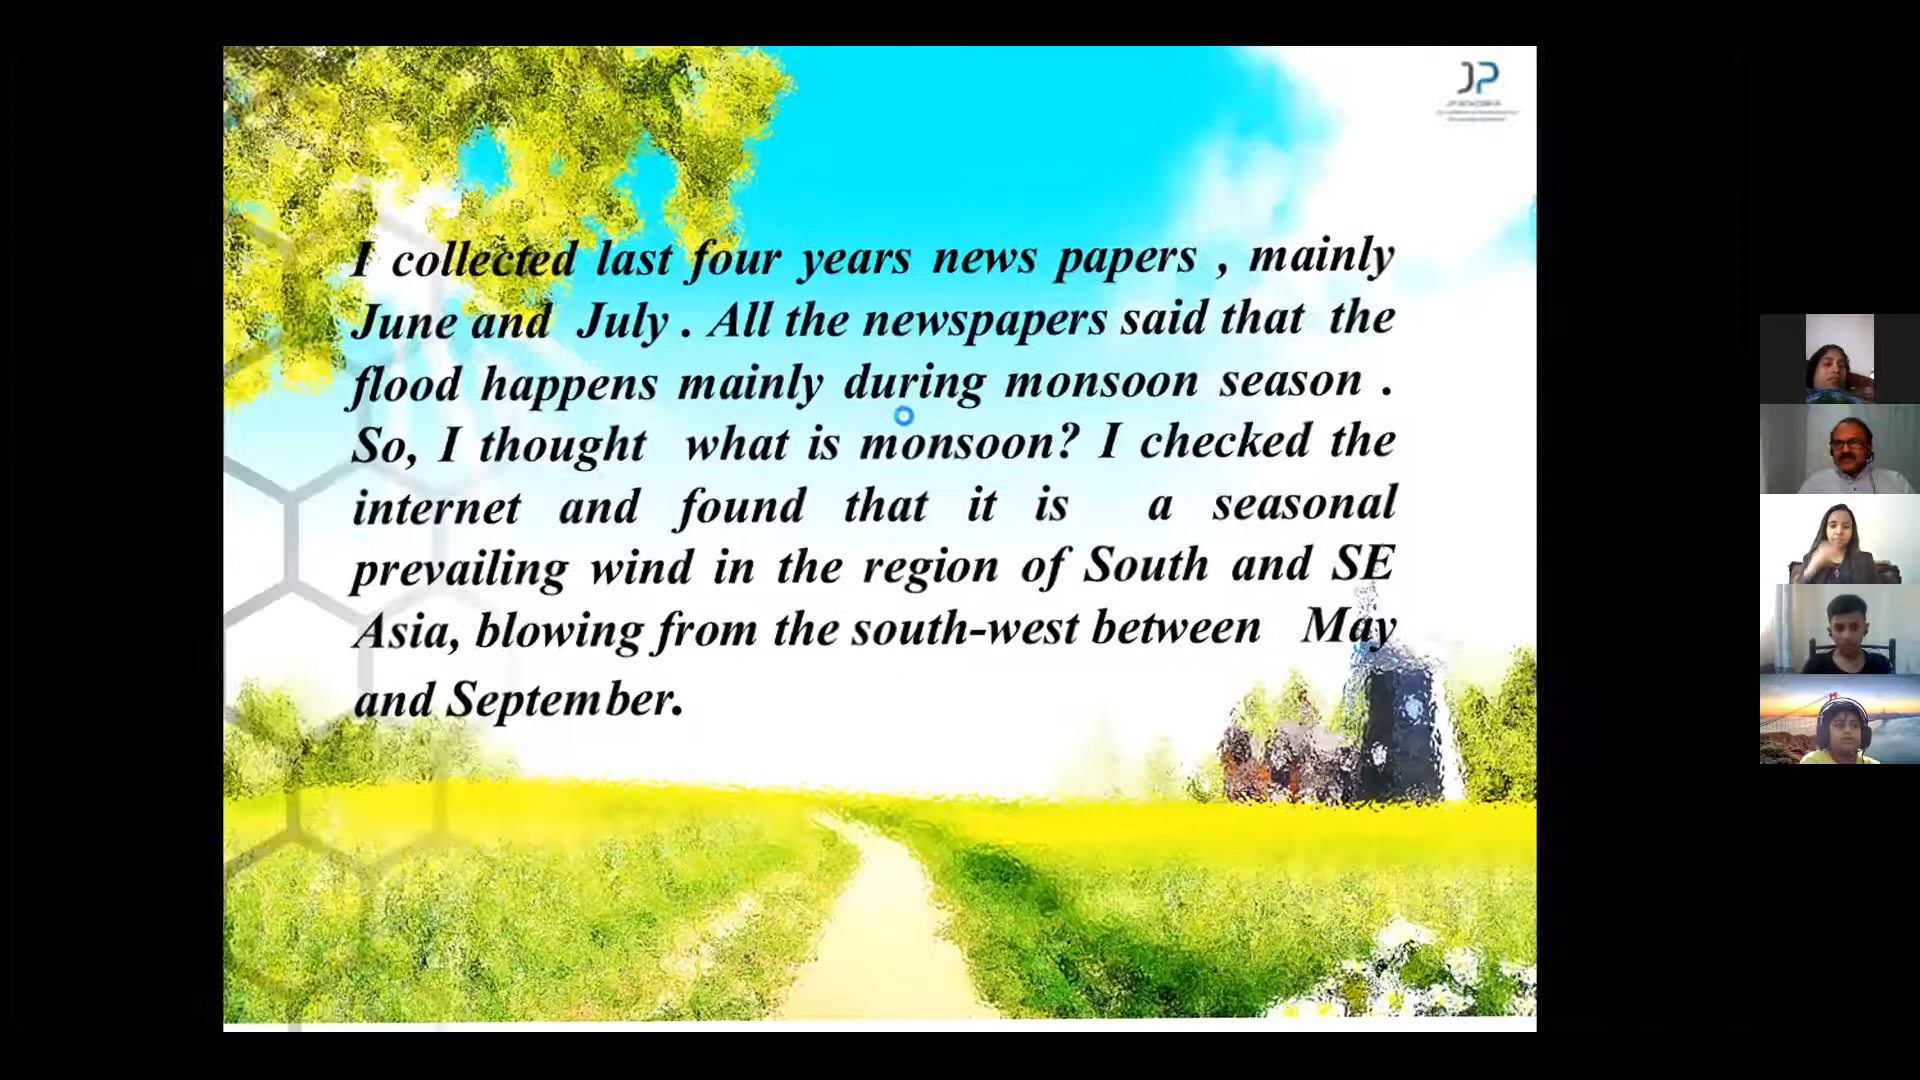 JP
I collected last four years news papers , mainly
June and July . All the newspapers said that the
flood happens mainly during monsoon season .
So, I thought what is monsoon? I checked the
internet and found that it is a seasonal
prevailing wind in the region of South and SE
Asia, blowing from the south-west between May
and September.